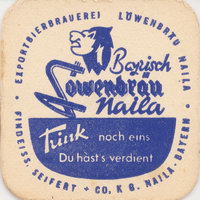 EXPORTBIERBRAUEREI LÖWENBRÄU NAILA
Bayrisch
Löwenbräu
Naila
Trink noch eins
Du hast's verdient
FINDEISS, SEIFERT + CO. K G. NAILA-BAYERN